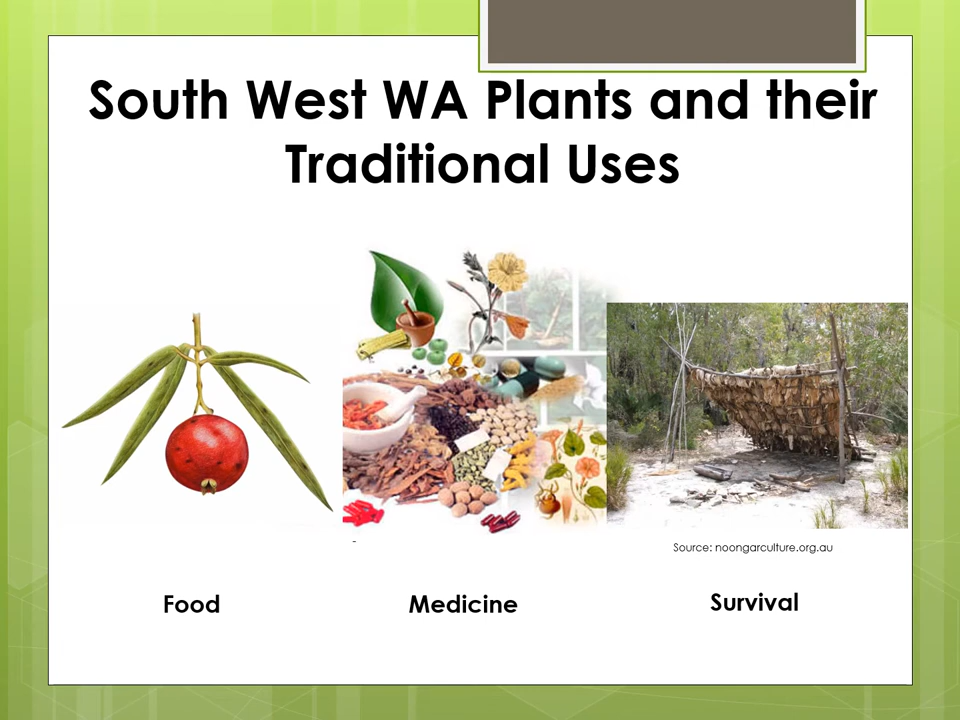 South West WA Plants and their
Traditional Uses
Source: noongarculture.org.au
Food
Medicine
Survival